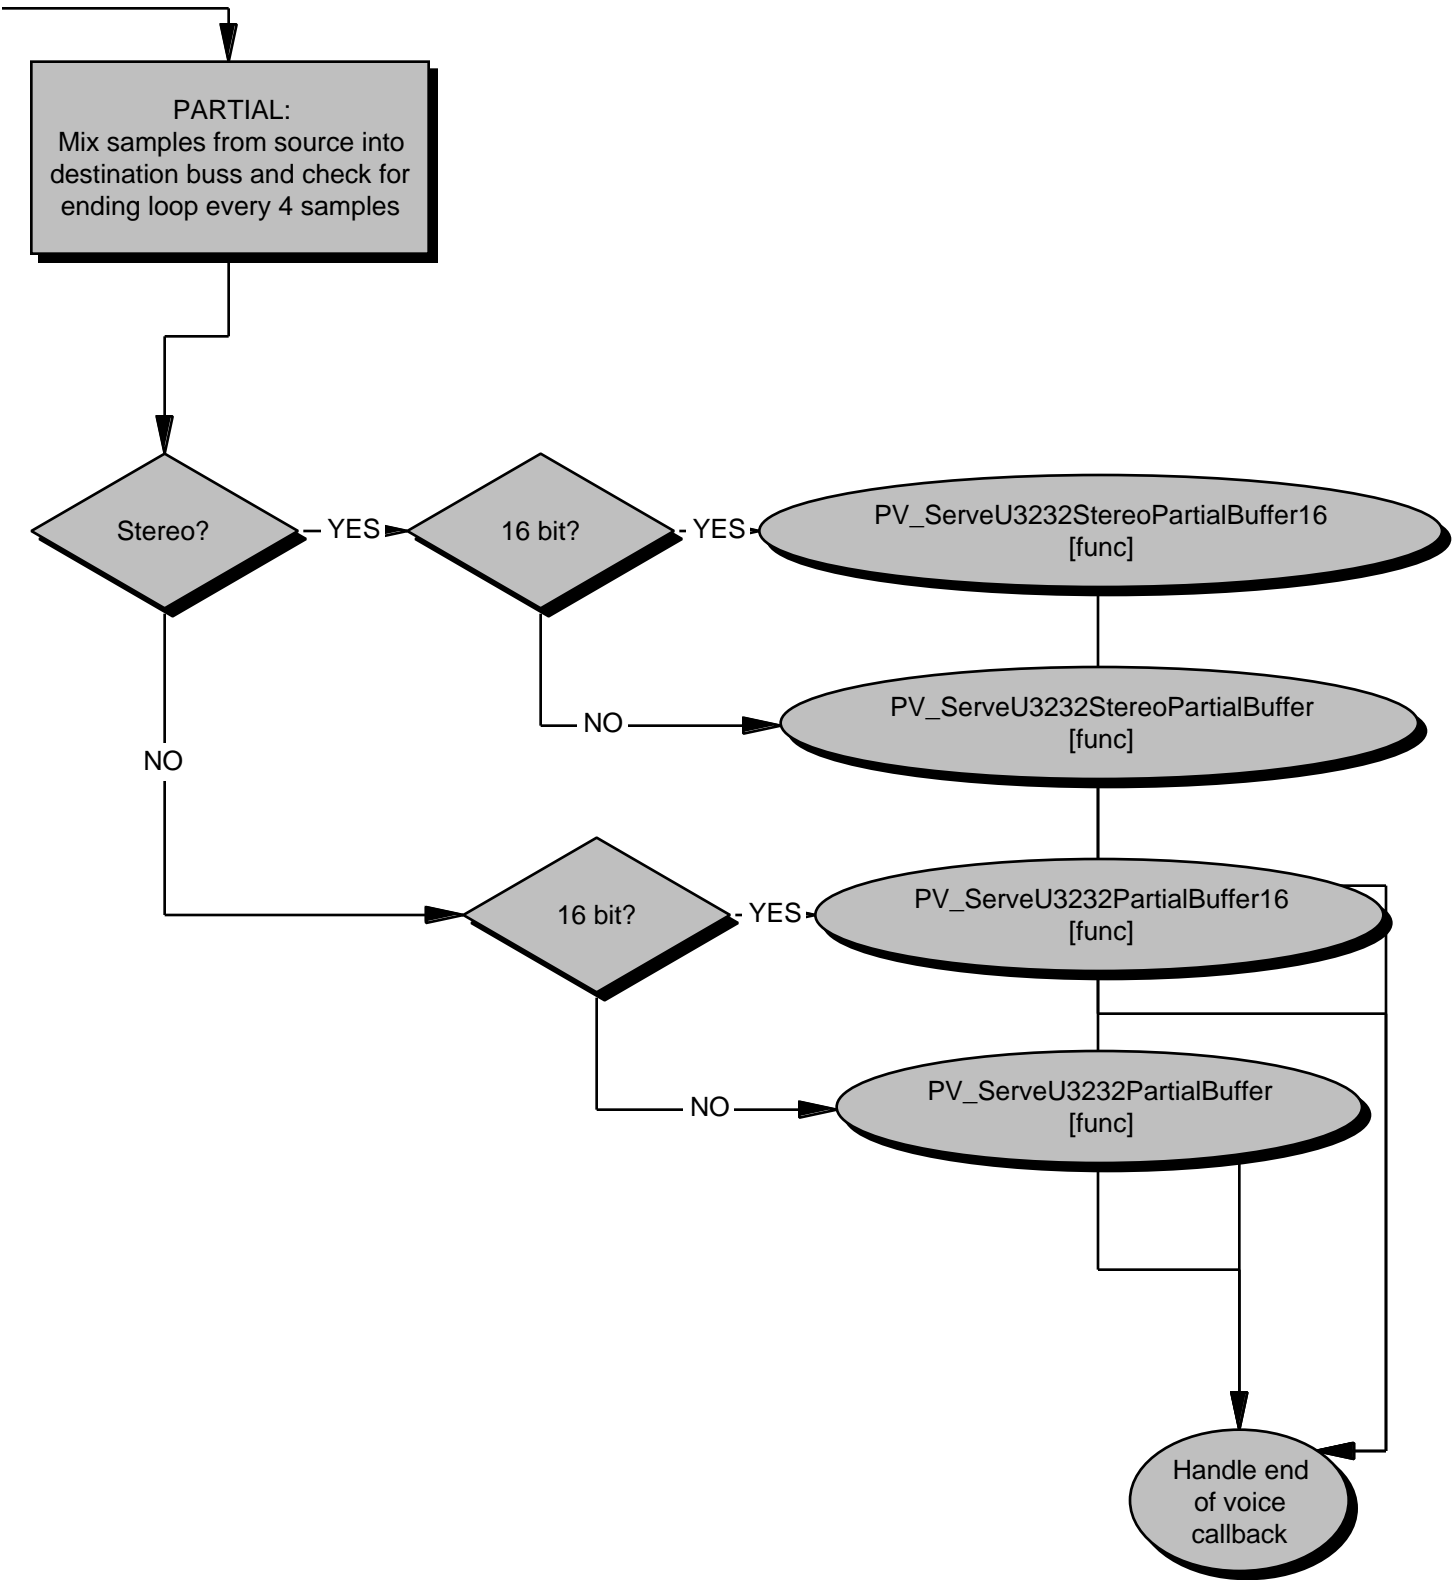 PARTIAL:
Mix samples from source into
destination buss and check for
ending loop every 4 samples
Stereo?
YES
16 bit?
YES
PV_ServeU3232StereoPartialBuffer16
[func]
NO
PV_ServeU3232StereoPartialBuffer
[func]
NO
16 bit?
YES
PV_ServeU3232PartialBuffer16
[func]
NO
PV_ServeU3232PartialBuffer
[func]
Handle end
of voice
callback